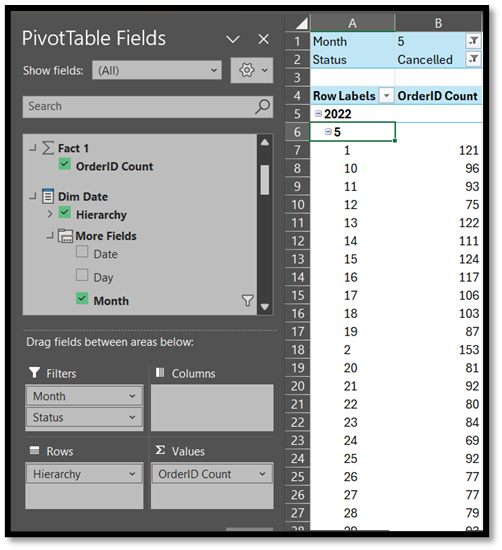 PivotTable Fields
Show fields: (All)
Search
Σ Fact 1
OrderID Count
Dim Date
Hierarchy
More Fields
Date
Day
Month
Drag fields between areas below:
Filters
Columns
Month
Status
Rows
Σ Values
Hierarchy
OrderID Count
A B
1 Month 5
2 Status Cancelled
3
4 Row Labels OrderID Count
5 2022
6 5
7 1 121
8 10 96
9 11 93
10 12 75
11 13 122
12 14 111
13 15 124
14 16 117
15 17 106
16 18 103
17 19 87
18 2 153
19 20 81
20 21 92
21 22 80
22 23 84
23 24 69
24 25 92
25 26 77
26 27 77
27 28 79
28 29 93